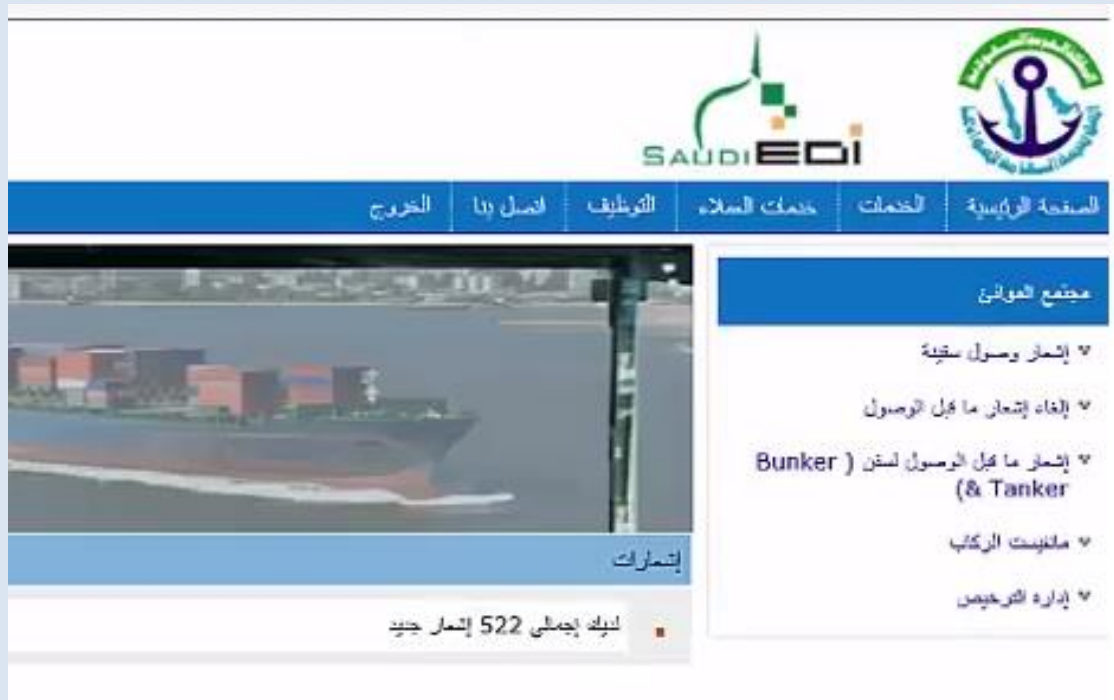 SAUDI EDI
الصفحة الرئيسية
الخدمات
خدمات العملاء
التوظيف
اتصل بنا
الخروج
مجتمع الموانئ
إشعار وصول سفينة
إلغاء إشعار ما قبل الوصول
إشعار ما قبل الوصول لسفن ( Bunker
& Tanker)
مانفيست الركاب
إدارة الترخيص
إشعارات
لديك إجمالي 522 إشعار جديد